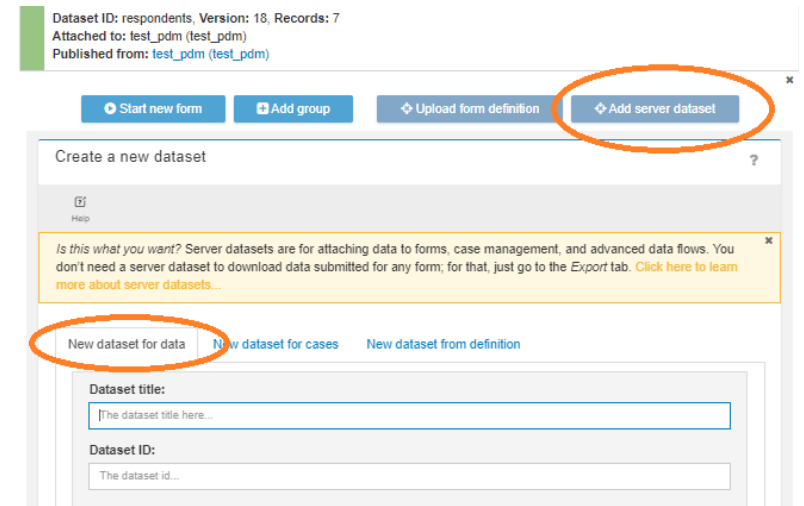 Dataset ID: respondents, Version: 18, Records: 7
Attached to: test_pdm (test_pdm)
Published from: test_pdm (test_pdm)
Start new form
Add group
Upload form definition
Add server dataset
Create a new dataset
?
Help
Is this what you want? Server datasets are for attaching data to forms, case management, and advanced data flows. You
don't need a server dataset to download data submitted for any form; for that, just go to the Export tab. Click here to learn
more about server datasets...
New dataset for data
New dataset for cases
New dataset from definition
Dataset title:
The dataset title here...
Dataset ID:
The dataset id...